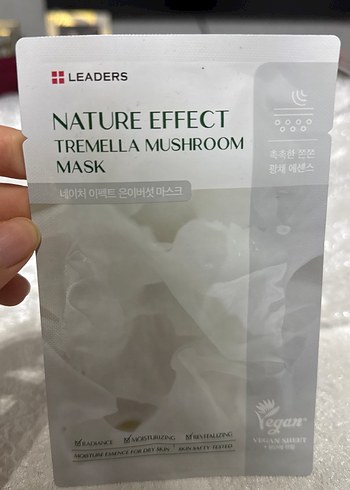 LEADERS
NATURE EFFECT
TREMELLA MUSHROOM
MASK
네이처 이펙트 은이버섯 마스크
촉촉한 쫀쫀
황채 에센스
RADIANCE MOISTURIZING REVITALIZING
MOISTURE ESSENCE FOR DRY SKIN SKIN SAFETY TESTED
Vegan
VEGAN SHEET